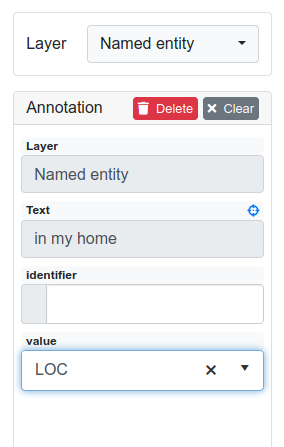 Layer Named entity
Annotation Delete Clear
Layer
Named entity
Text
in my home
identifier
value
LOC